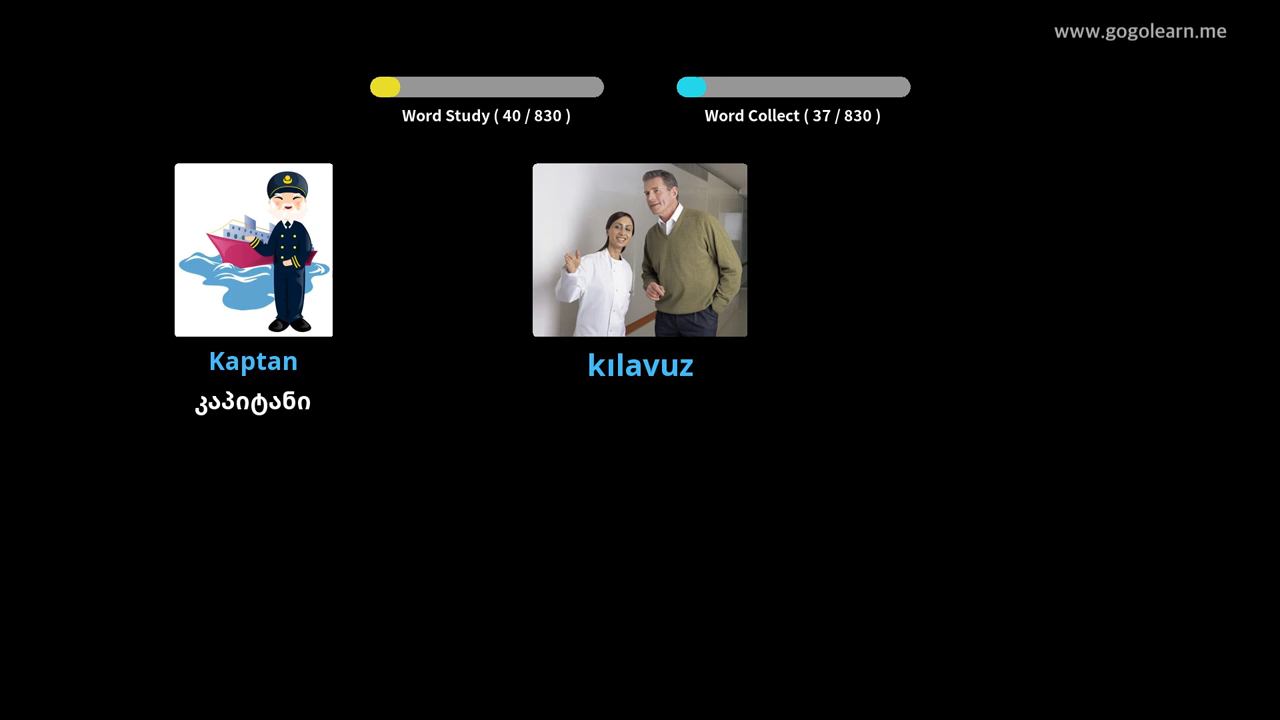 www.gogolearn.me
Word Study ( 40 / 830 )
Word Collect ( 37 / 830 )
Kaptan
კაპიტანი
kılavuz